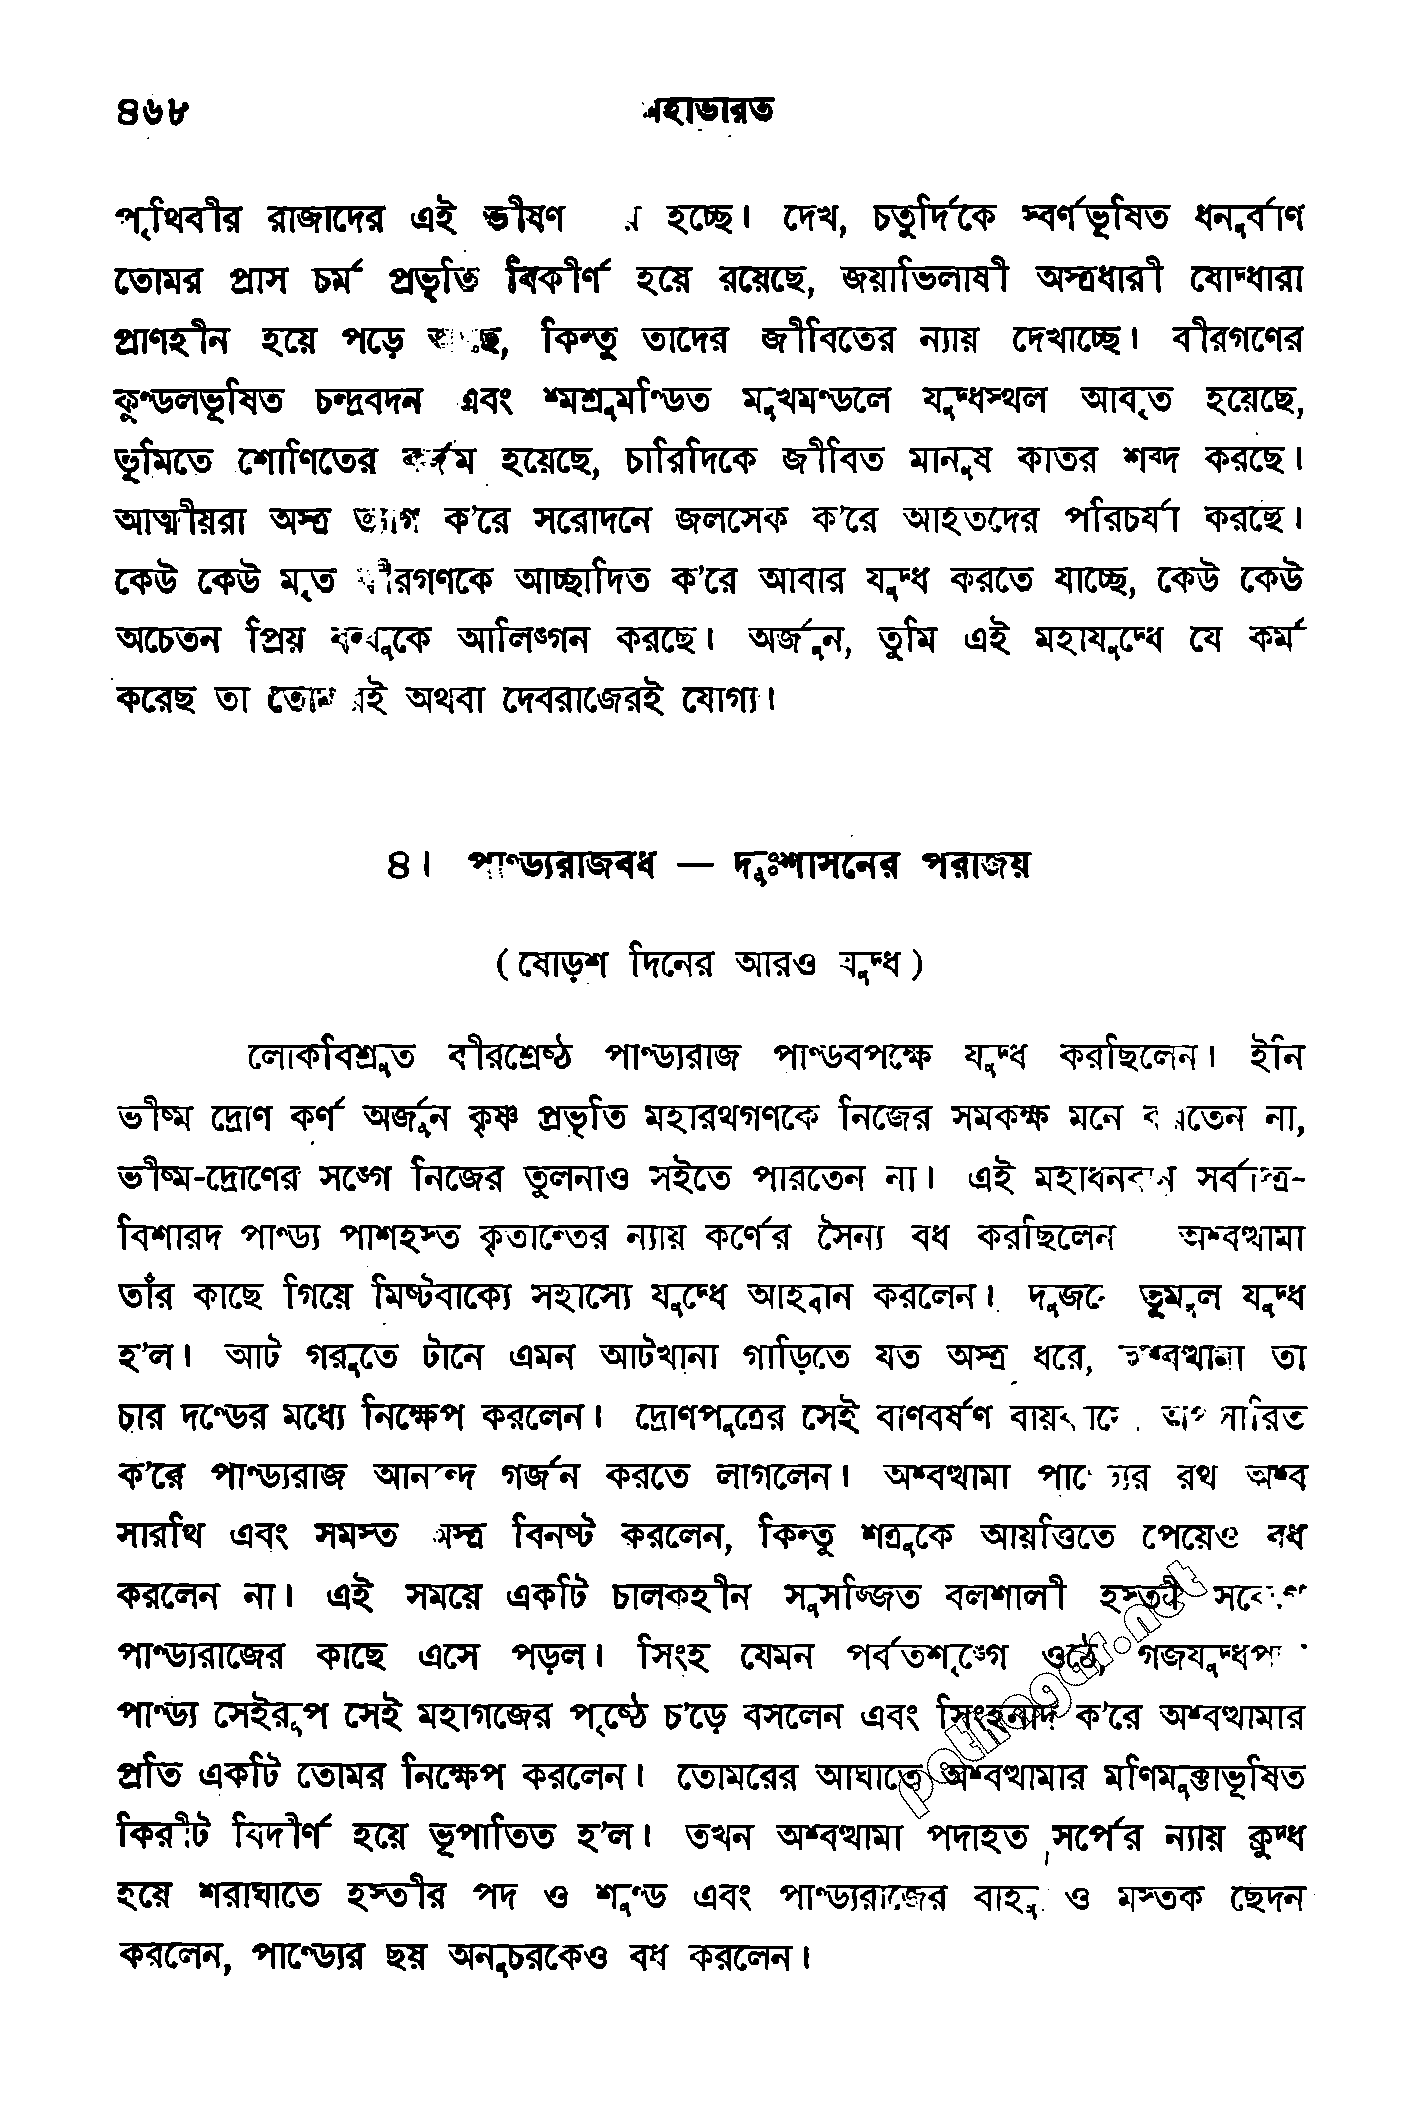 ৪৬৮ মহাভারত
পৃথিবীর রাজাদের এই ভীষণ হচ্ছে। দেখ, চতুর্দিকে স্বর্ণভূষিত ধনুর্বাণ
তোমর প্রাস চর্ম প্রভৃতি বিকীর্ণ হয়ে রয়েছে, জয়াভিলাষী অস্ত্রধারী যোদ্ধারা
প্রাণহীন হয়ে পড়ে আছে, কিন্তু তাদের জীবিতের ন্যায় দেখাচ্ছে। বীরগণের
কুণ্ডলভূষিত চন্দ্রবদন এবং শ্মশ্রুমণ্ডিত মুখমণ্ডলে যুদ্ধস্থল আবৃত হয়েছে,
ভূমিতে শোণিতের কর্দম হয়েছে, চারিদিকে জীবিত মানুষ কাতর শব্দ করছে।
আত্মীয়রা অস্ত্র ত্যাগ ক'রে সরোদনে জলসেক ক'রে আহতদের পরিচর্যা করছে।
কেউ কেউ মৃত বীরগণকে আচ্ছাদিত ক'রে আবার যুদ্ধ করতে যাচ্ছে, কেউ কেউ
অচেতন প্রিয় বন্ধুকে আলিঙ্গন করছে। অর্জুন, তুমি এই মহাযুদ্ধে যে কর্ম
করেছ তা তোমারই অথবা দেবরাজেরই যোগ্য।
৪। পাণ্ড্যরাজবধ — দুঃশাসনের পরাজয়
(ষোড়শ দিনের আরও যুদ্ধ)
লোকবিশ্রুত বীরশ্রেষ্ঠ পাণ্ড্যরাজ পাণ্ডবপক্ষে যুদ্ধ করছিলেন। ইনি
ভীষ্ম দ্রোণ কর্ণ অর্জুন কৃষ্ণ প্রভৃতি মহারথগণকে নিজের সমকক্ষ মনে করতেন না,
ভীষ্ম-দ্রোণের সঙ্গে নিজের তুলনাও সইতে পারতেন না। এই মহাধনবান সর্বাস্ত্র-
বিশারদ পাণ্ড্য পাশহস্ত কৃতান্তের ন্যায় কর্ণের সৈন্য বধ করছিলেন অশ্বত্থামা
তাঁর কাছে গিয়ে মিষ্টবাক্যে সহাস্যে যুদ্ধে আহ্বান করলেন। দুজনে তুমুল যুদ্ধ
হ'ল। আট গরুতে টানে এমন আটখানা গাড়িতে যত অস্ত্র ধরে, অশ্বত্থামা তা
চার দণ্ডের মধ্যে নিক্ষেপ করলেন। দ্রোণপুত্রের সেই বাণবর্ষণ অপসারিত
ক'রে পাণ্ড্যরাজ আনন্দে গর্জন করতে লাগলেন। অশ্বত্থামা পাণ্ড্যের রথ অশ্ব
সারথি এবং সমস্ত অস্ত্র বিনষ্ট করলেন, কিন্তু শত্রুকে আয়ত্তিতে পেয়েও বধ
করলেন না। এই সময়ে একটি চালকহীন সুসজ্জিত বলশালী হস্তী সবেগে
পাণ্ড্যরাজের কাছে এসে পড়ল। সিংহ যেমন পর্বতশৃঙ্গে ওঠে, গজযুদ্ধপটু
পাণ্ড্য সেইরূপ সেই মহাগজের পৃষ্ঠে চ'ড়ে বসলেন এবং সিংহনাদ ক'রে অশ্বত্থামার
প্রতি একটি তোমর নিক্ষেপ করলেন। তোমরের আঘাতে অশ্বত্থামার মণিমুক্তাভূষিত
কিরীট বিদীর্ণ হয়ে ভূপাতিত হ'ল। তখন অশ্বত্থামা পদাহত সর্পের ন্যায় ক্রুদ্ধ
হয়ে শরাঘাতে হস্তীর পদ ও শুণ্ড এবং পাণ্ড্যরাজের বাহু ও মস্তক ছেদন
করলেন, পাণ্ড্যের ছয় অনুচরকেও বধ করলেন।
pathagar.net